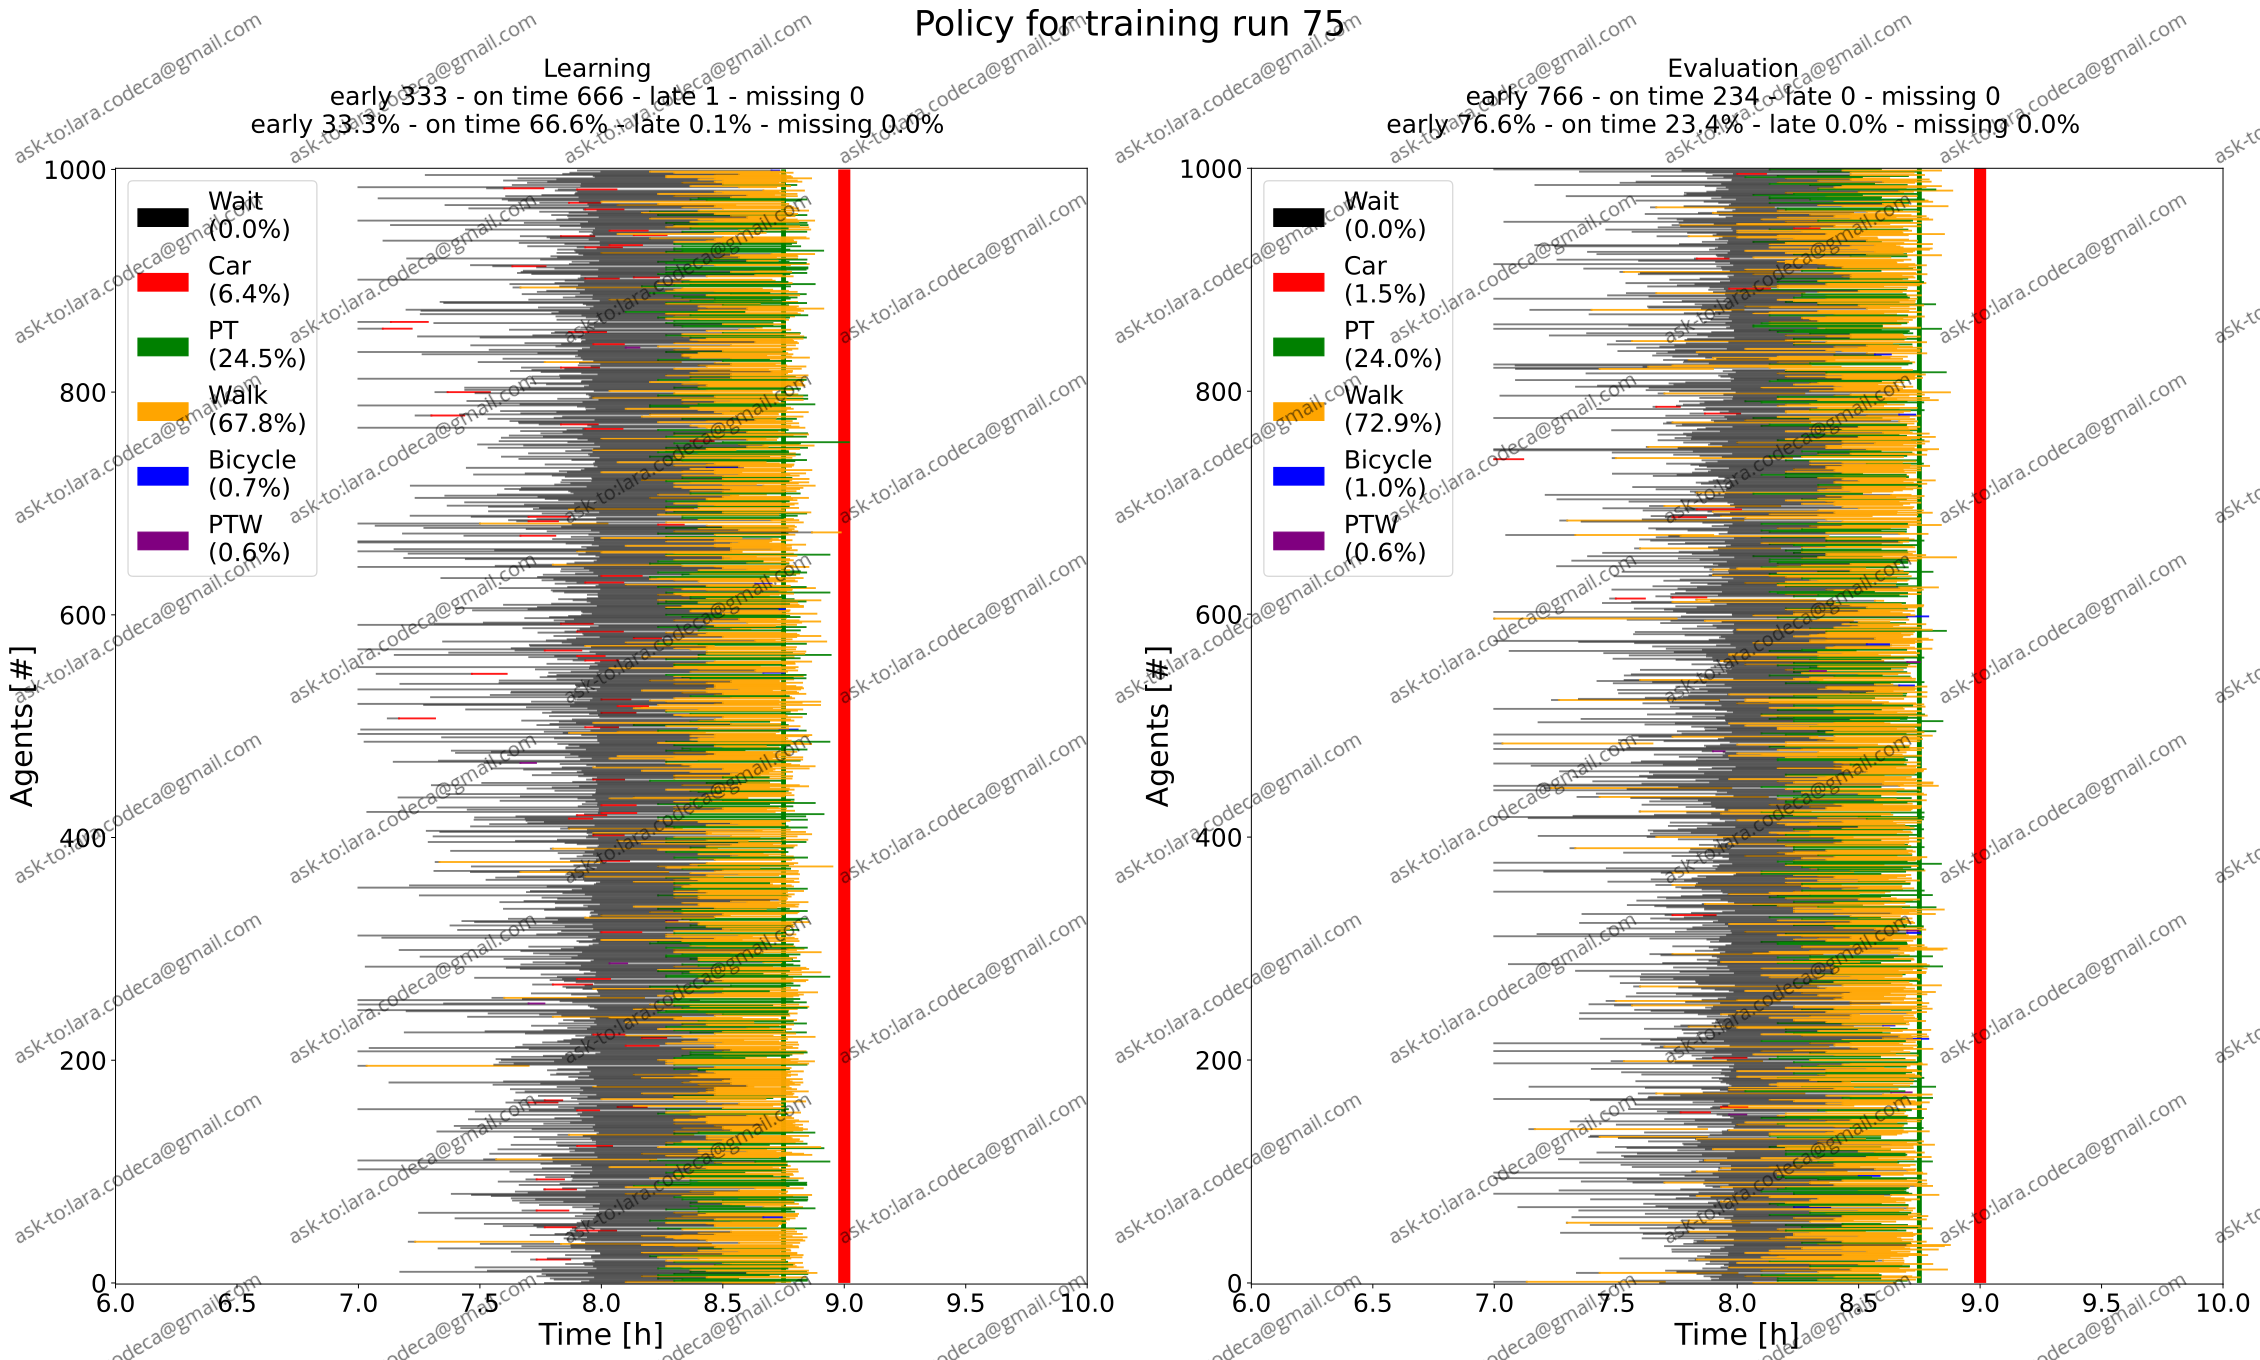 Policy for training run 75
Learning
early 333 - on time 666 - late 1 - missing 0
early 33.3% - on time 66.6% - late 0.1% - missing 0.0%
1000
800
600
400
200
0
Agents [#]
Wait
(0.0%)
Car
(6.4%)
PT
(24.5%)
Walk
(67.8%)
Bicycle
(0.7%)
PTW
(0.6%)
6.0 6.5 7.0 7.5 8.0 8.5 9.0 9.5 10.0
Time [h]
Evaluation
early 766 - on time 234 - late 0 - missing 0
early 76.6% - on time 23.4% - late 0.0% - missing 0.0%
1000
800
600
400
200
0
Agents [#]
Wait
(0.0%)
Car
(1.5%)
PT
(24.0%)
Walk
(72.9%)
Bicycle
(1.0%)
PTW
(0.6%)
6.0 6.5 7.0 7.5 8.0 8.5 9.0 9.5 10.0
Time [h]
ask-to:lara.codeca@gmail.com